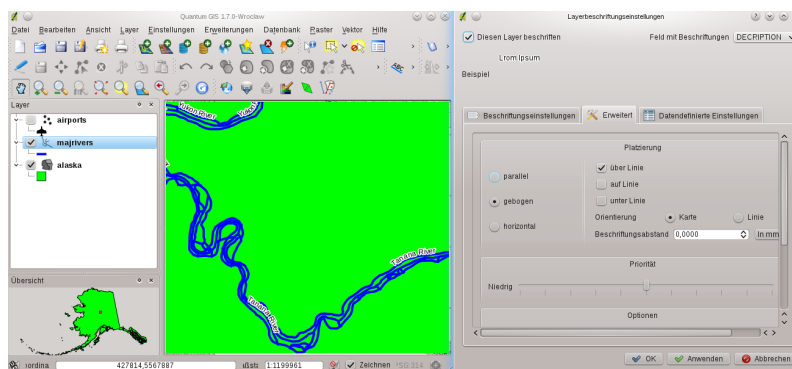 Quantum GIS 1.7.0-Wroclaw
Datei Bearbeiten Ansicht Layer Einstellungen Erweiterungen Datenbank Raster Vektor Hilfe
Layer
airports
majrivers
alaska
Übersicht
Yukon River
Tanana River
Tanana River
427814,5567887
1:1199961
Zeichnen
Layerbeschriftungseinstellungen
Diesen Layer beschriften
Feld mit Beschriftungen DECRIPTION
Lrom Ipsum
Beispiel
Beschriftungseinstellungen Erweitert Datendefinierte Einstellungen
Platzierung
parallel
gebogen
horizontal
über Linie
auf Linie
unter Linie
Orientierung Karte Linie
Beschriftungsabstand 0,0000 In mm
Priorität
Niedrig
Optionen
OK Anwenden Abbrechen